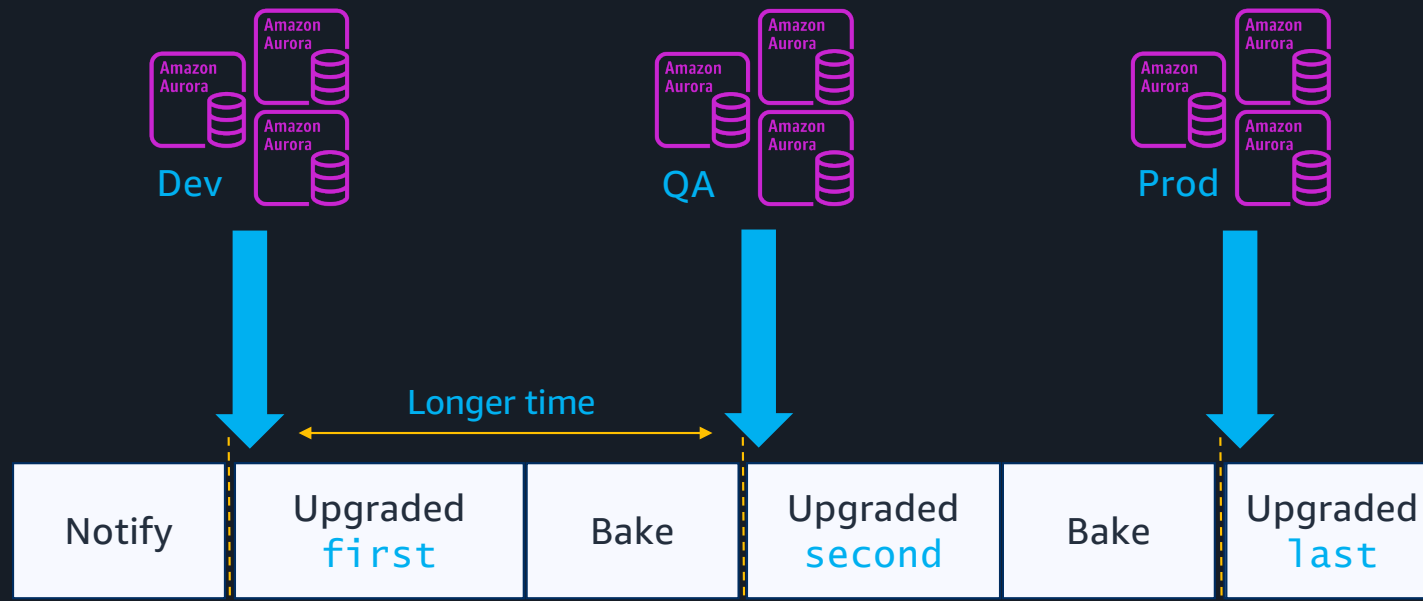 Amazon
Aurora
Amazon
Aurora
Amazon
Aurora
Dev
Amazon
Aurora
Amazon
Aurora
Amazon
Aurora
QA
Amazon
Aurora
Amazon
Aurora
Amazon
Aurora
Prod
Longer time
Notify
Upgraded
first
Bake
Upgraded
second
Bake
Upgraded
last